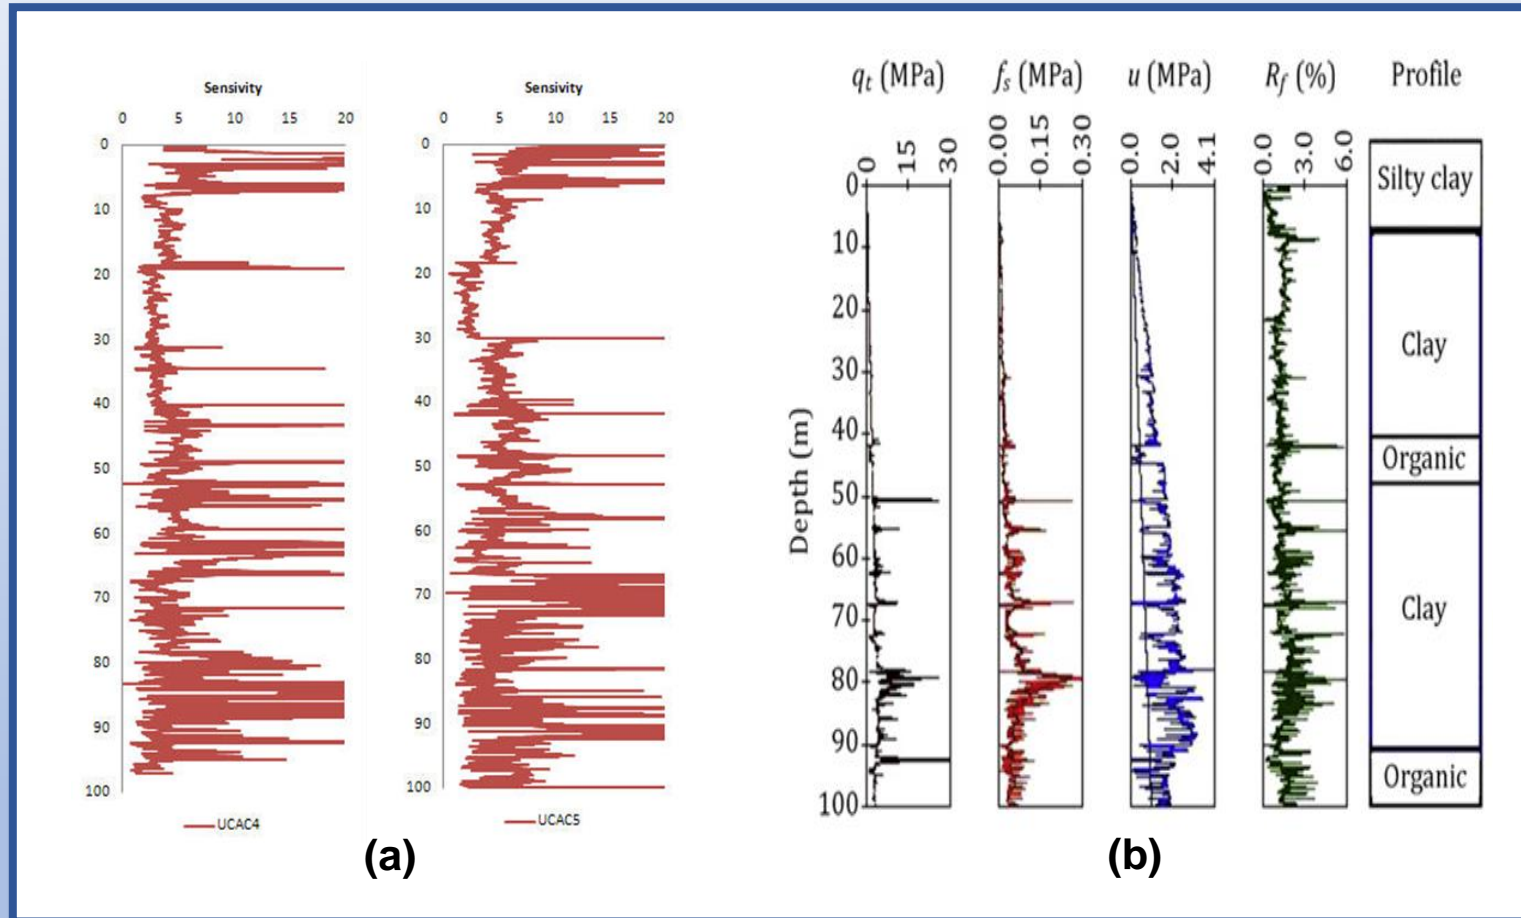 Sensivity
0 5 10 15 20
0
10
20
30
40
50
60
70
80
90
100
UCAC4
Sensivity
0 5 10 15 20
0
10
20
30
40
50
60
70
80
90
100
UCAC5
(a)
qt (MPa) fs (MPa) u (MPa) Rf (%) Profile
0 15 30 0.00 0.15 0.30 0.0 2.0 4.1 0.0 3.0 6.0
Depth (m)
0
10
20
30
40
50
60
70
80
90
100
Silty clay
Clay
Organic
Clay
Organic
(b)